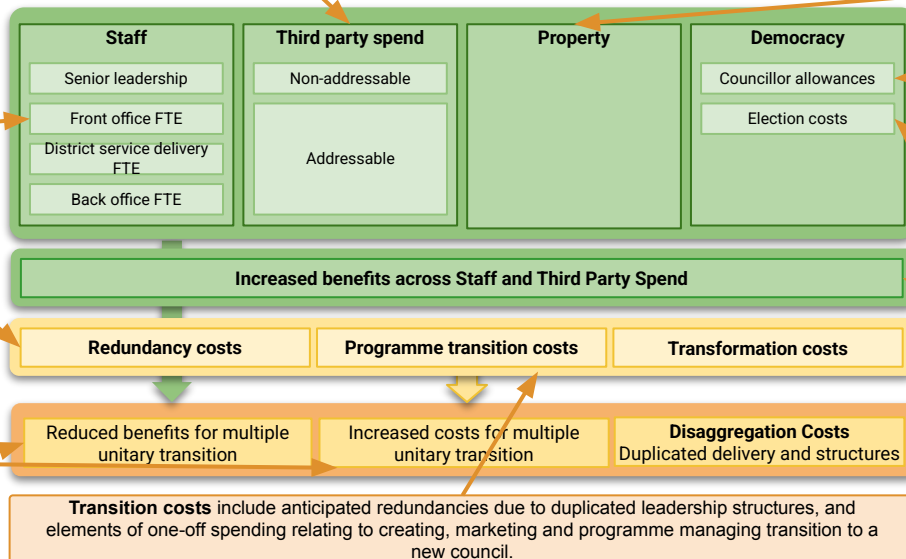 Staff
Senior leadership
Front office FTE
District service delivery
FTE
Back office FTE
Third party spend
Non-addressable
Addressable
Property
Democracy
Councillor allowances
Election costs
Increased benefits across Staff and Third Party Spend
Redundancy costs
Programme transition costs
Transformation costs
Reduced benefits for multiple
unitary transition
Increased costs for multiple
unitary transition
Disaggregation Costs
Duplicated delivery and structures
Transition costs include anticipated redundancies due to duplicated leadership structures, and
elements of one-off spending relating to creating, marketing and programme managing transition to a
new council.